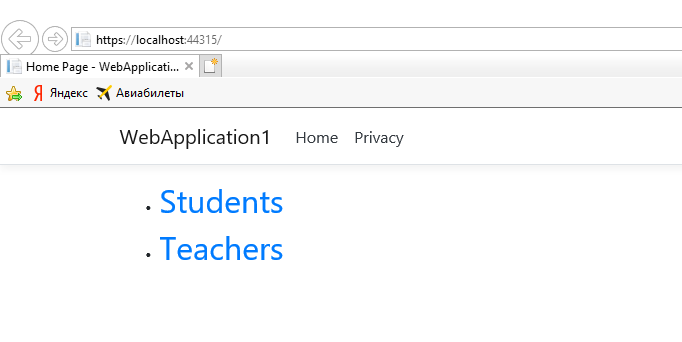 https://localhost:44315/
Home Page - WebApplicati...
Яндекс Авиабилеты
WebApplication1 Home Privacy
Students
Teachers